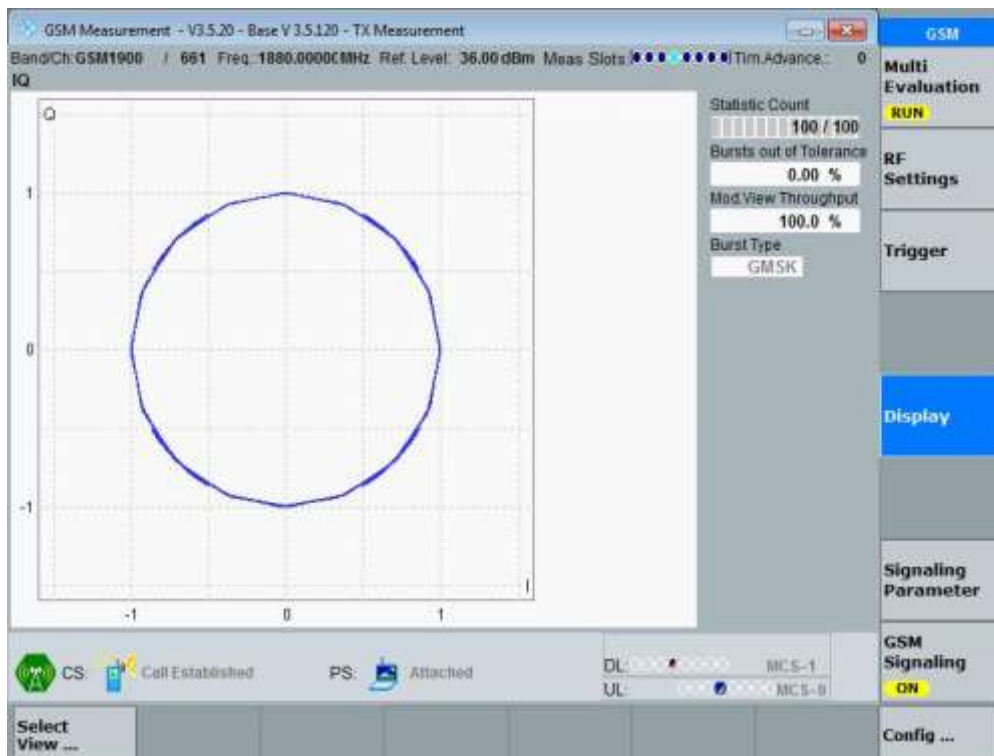 GSM Measurement - V3.5.20 - Base V 3.5.120 - TX Measurement
GSM
Band/Ch: GSM1900 / 661 Freq.: 1880.0000 MHz Ref. Level: 36.00 dBm Meas Slots: Tim.Advance.: 0
IQ
Multi
Evaluation
RUN
Q
Statistic Count
100 / 100
Bursts out of Tolerance
0.00 %
Mod.View Throughput
100.0 %
Burst Type
GMSK
RF
Settings
Trigger
1
0
-1
I
-1 0 1
Display
Signaling
Parameter
CS: Call Established PS: Attached DL: MCS-1
UL: MCS-9
GSM
Signaling
ON
Select
View ...
Config ...